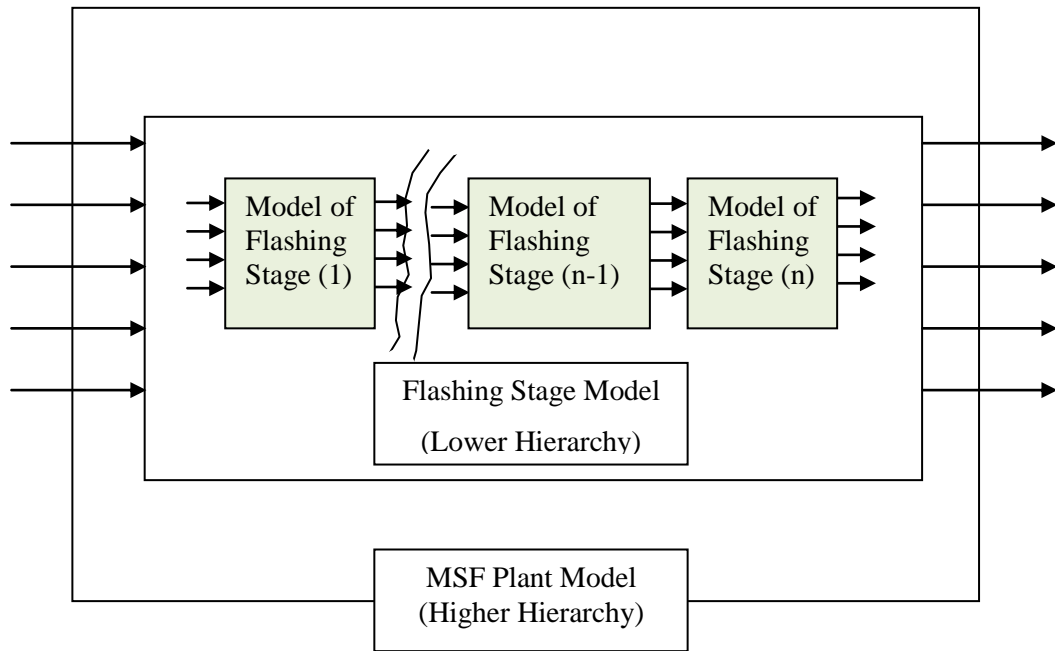 Model of
Flashing
Stage (1)
Model of
Flashing
Stage (n-1)
Model of
Flashing
Stage (n)
Flashing Stage Model
(Lower Hierarchy)
MSF Plant Model
(Higher Hierarchy)